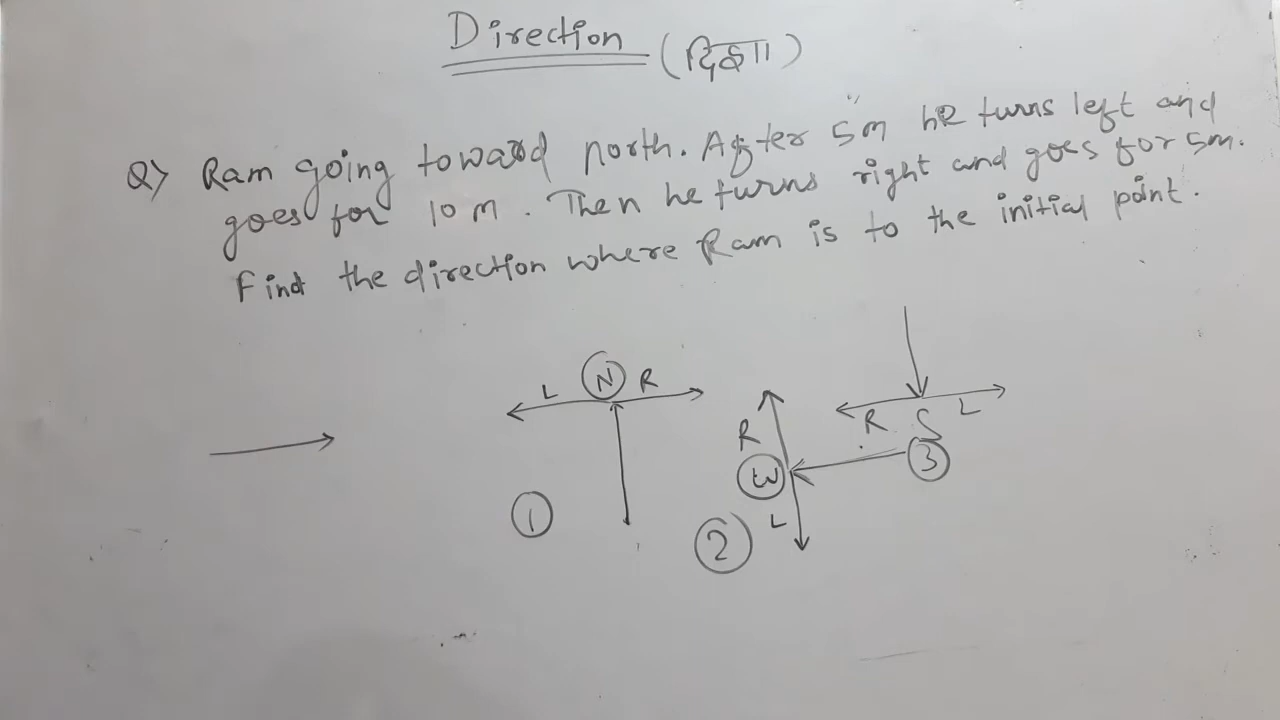 Direction (दिशा)
Q> Ram going toward north. After 5m he turns left and
goes for 10 m. Then he turns right and goes for 5m.
Find the direction where Ram is to the initial point.
L N R
R W L
R S L
1
2
3